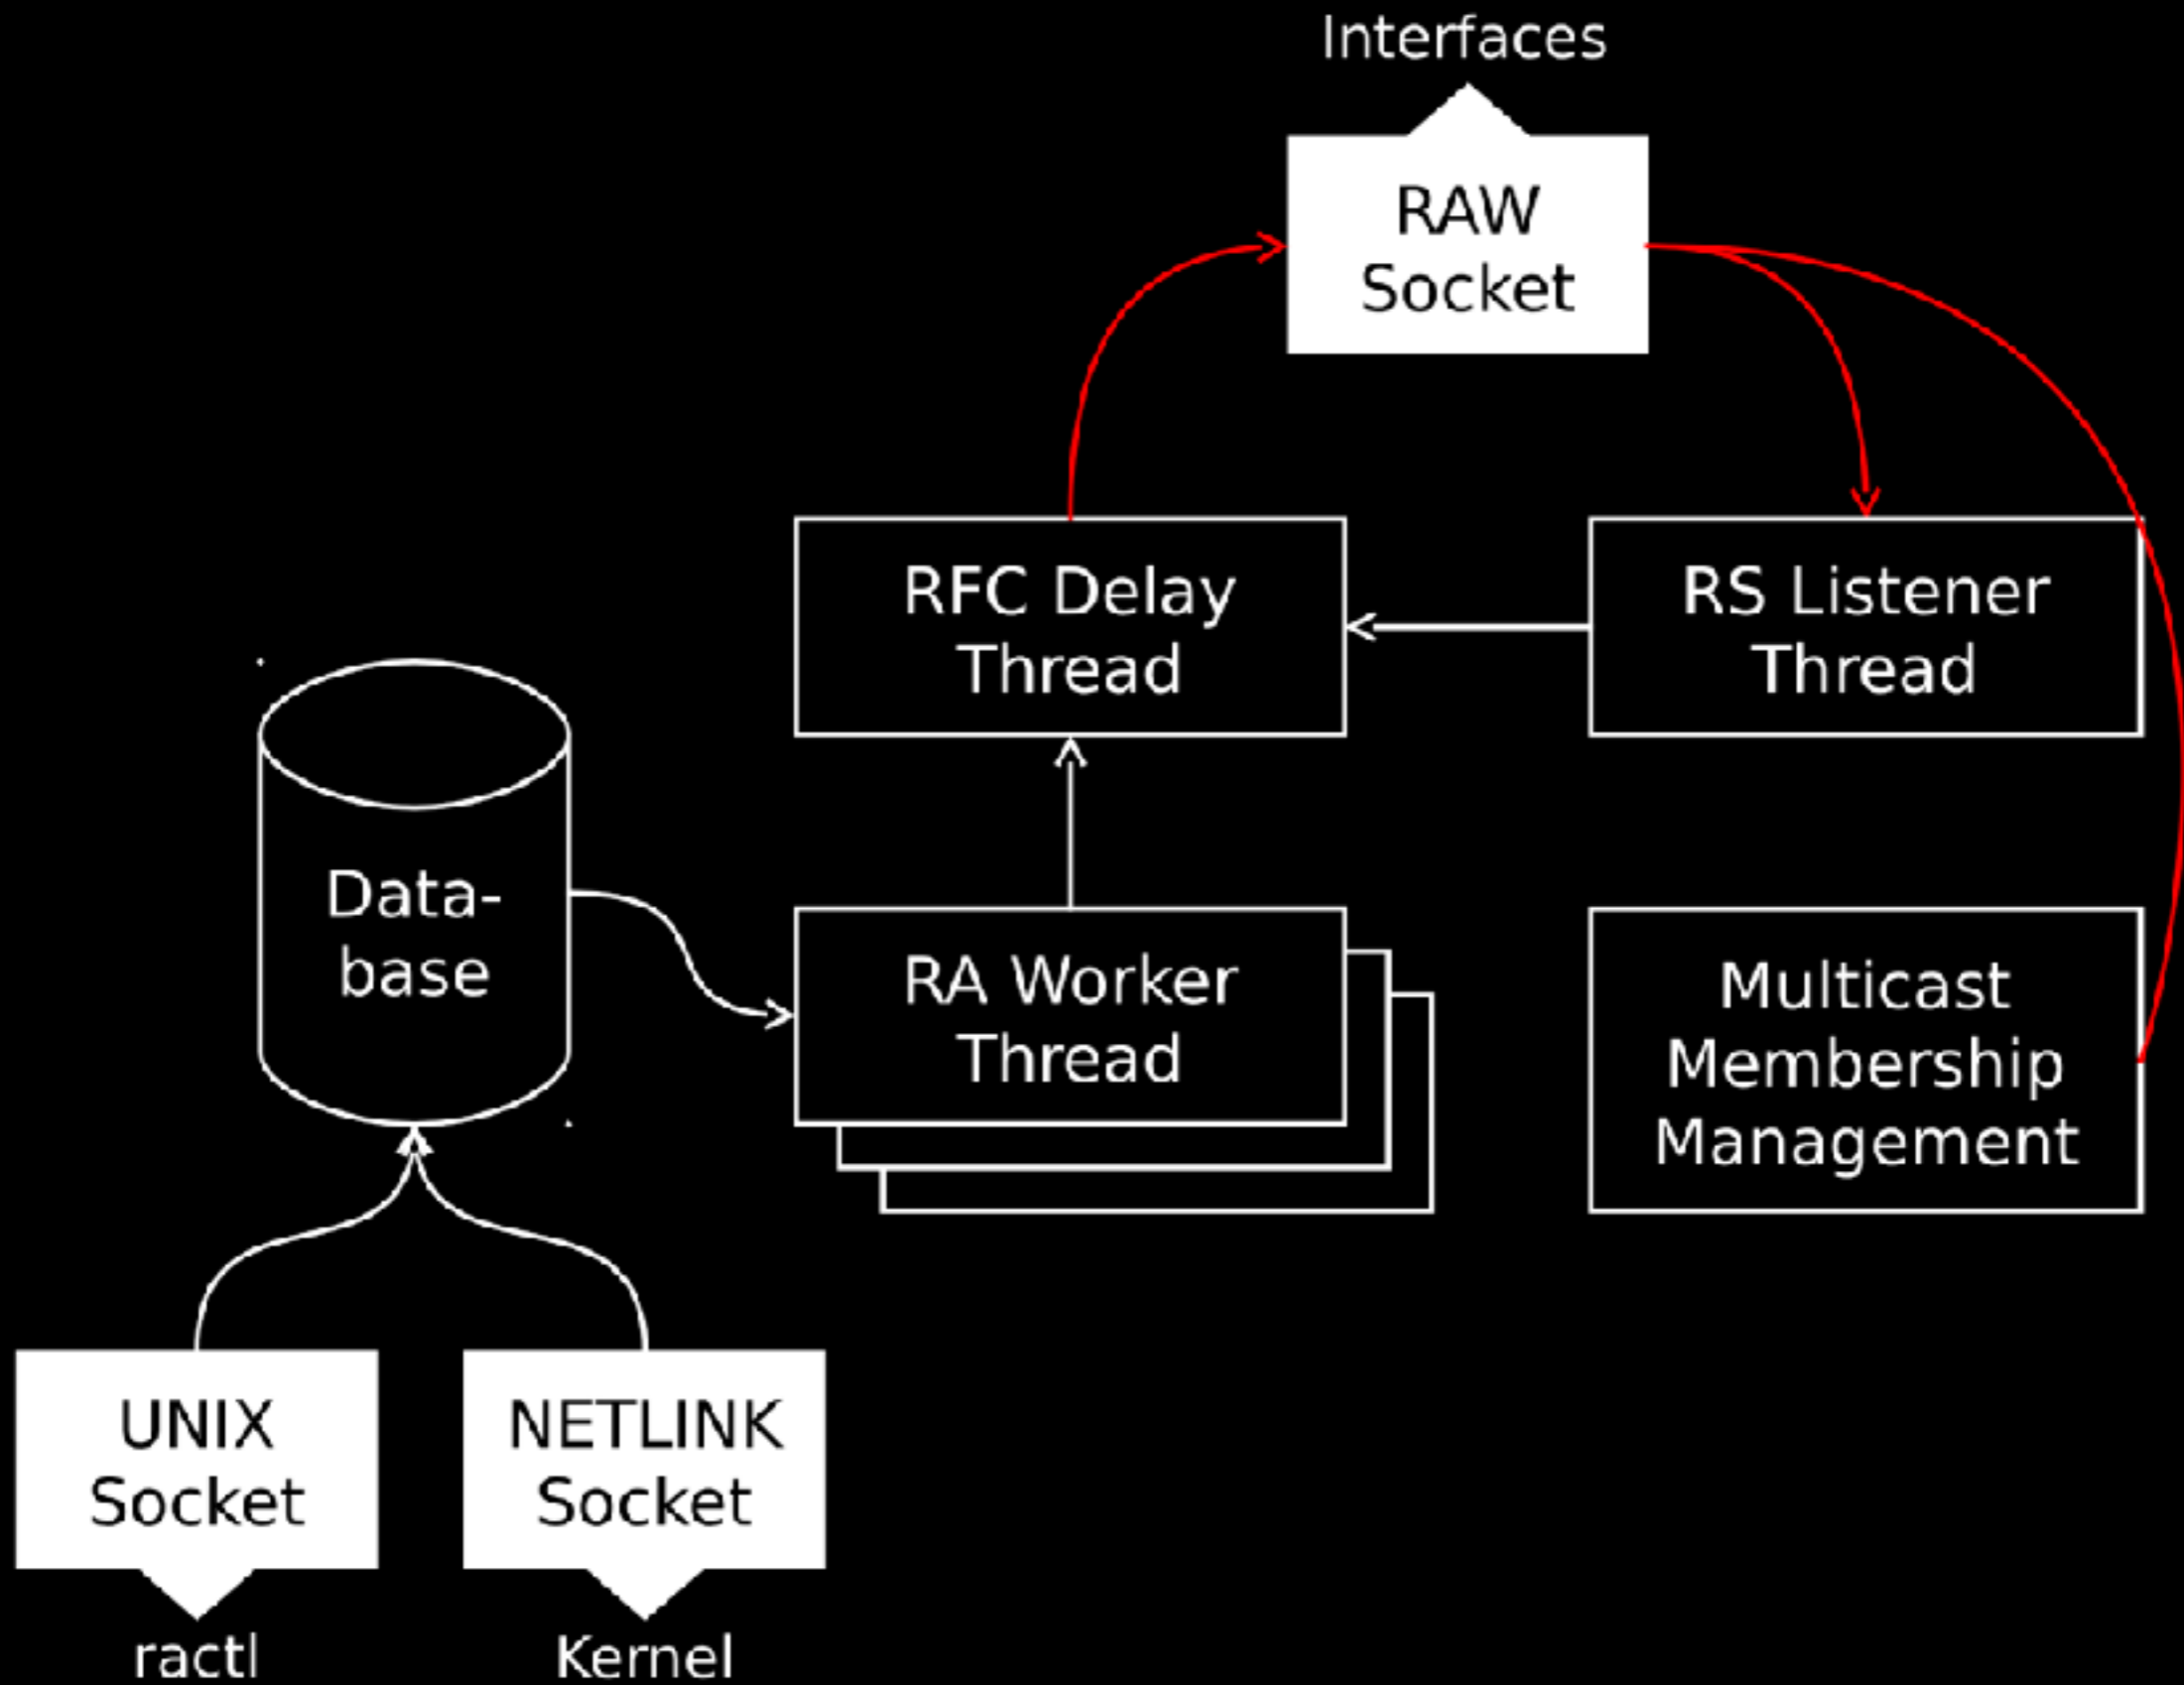 Interfaces
RAW
Socket
RFC Delay
Thread
RS Listener
Thread
Data-
base
RA Worker
Thread
Multicast
Membership
Management
UNIX
Socket
NETLINK
Socket
ractl
Kernel